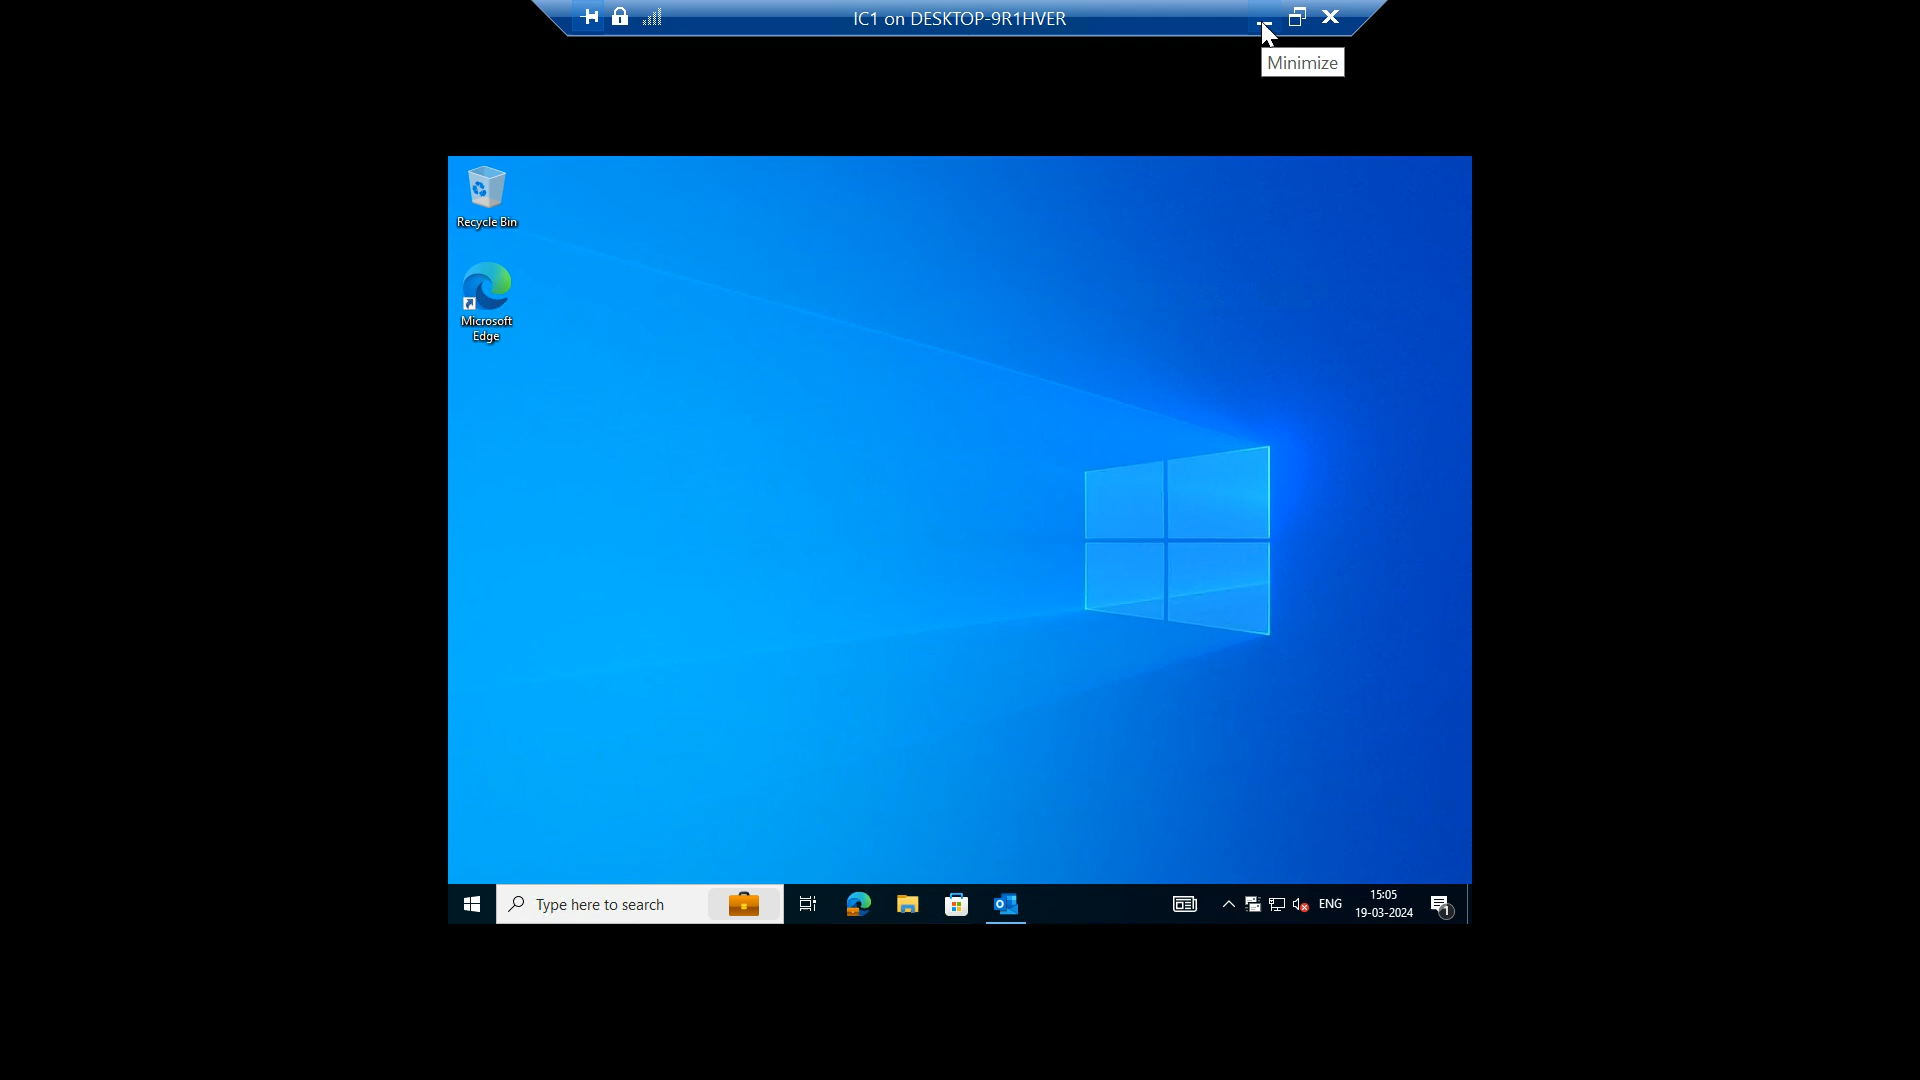 IC1 on DESKTOP-9R1HVER
Minimize
Recycle Bin
Microsoft
Edge
Type here to search
ENG
15:05
19-03-2024
1